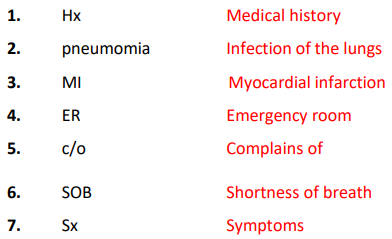 1. Hx Medical history
2. pneumomia Infection of the lungs
3. MI Myocardial infarction
4. ER Emergency room
5. c/o Complains of
6. SOB Shortness of breath
7. Sx Symptoms